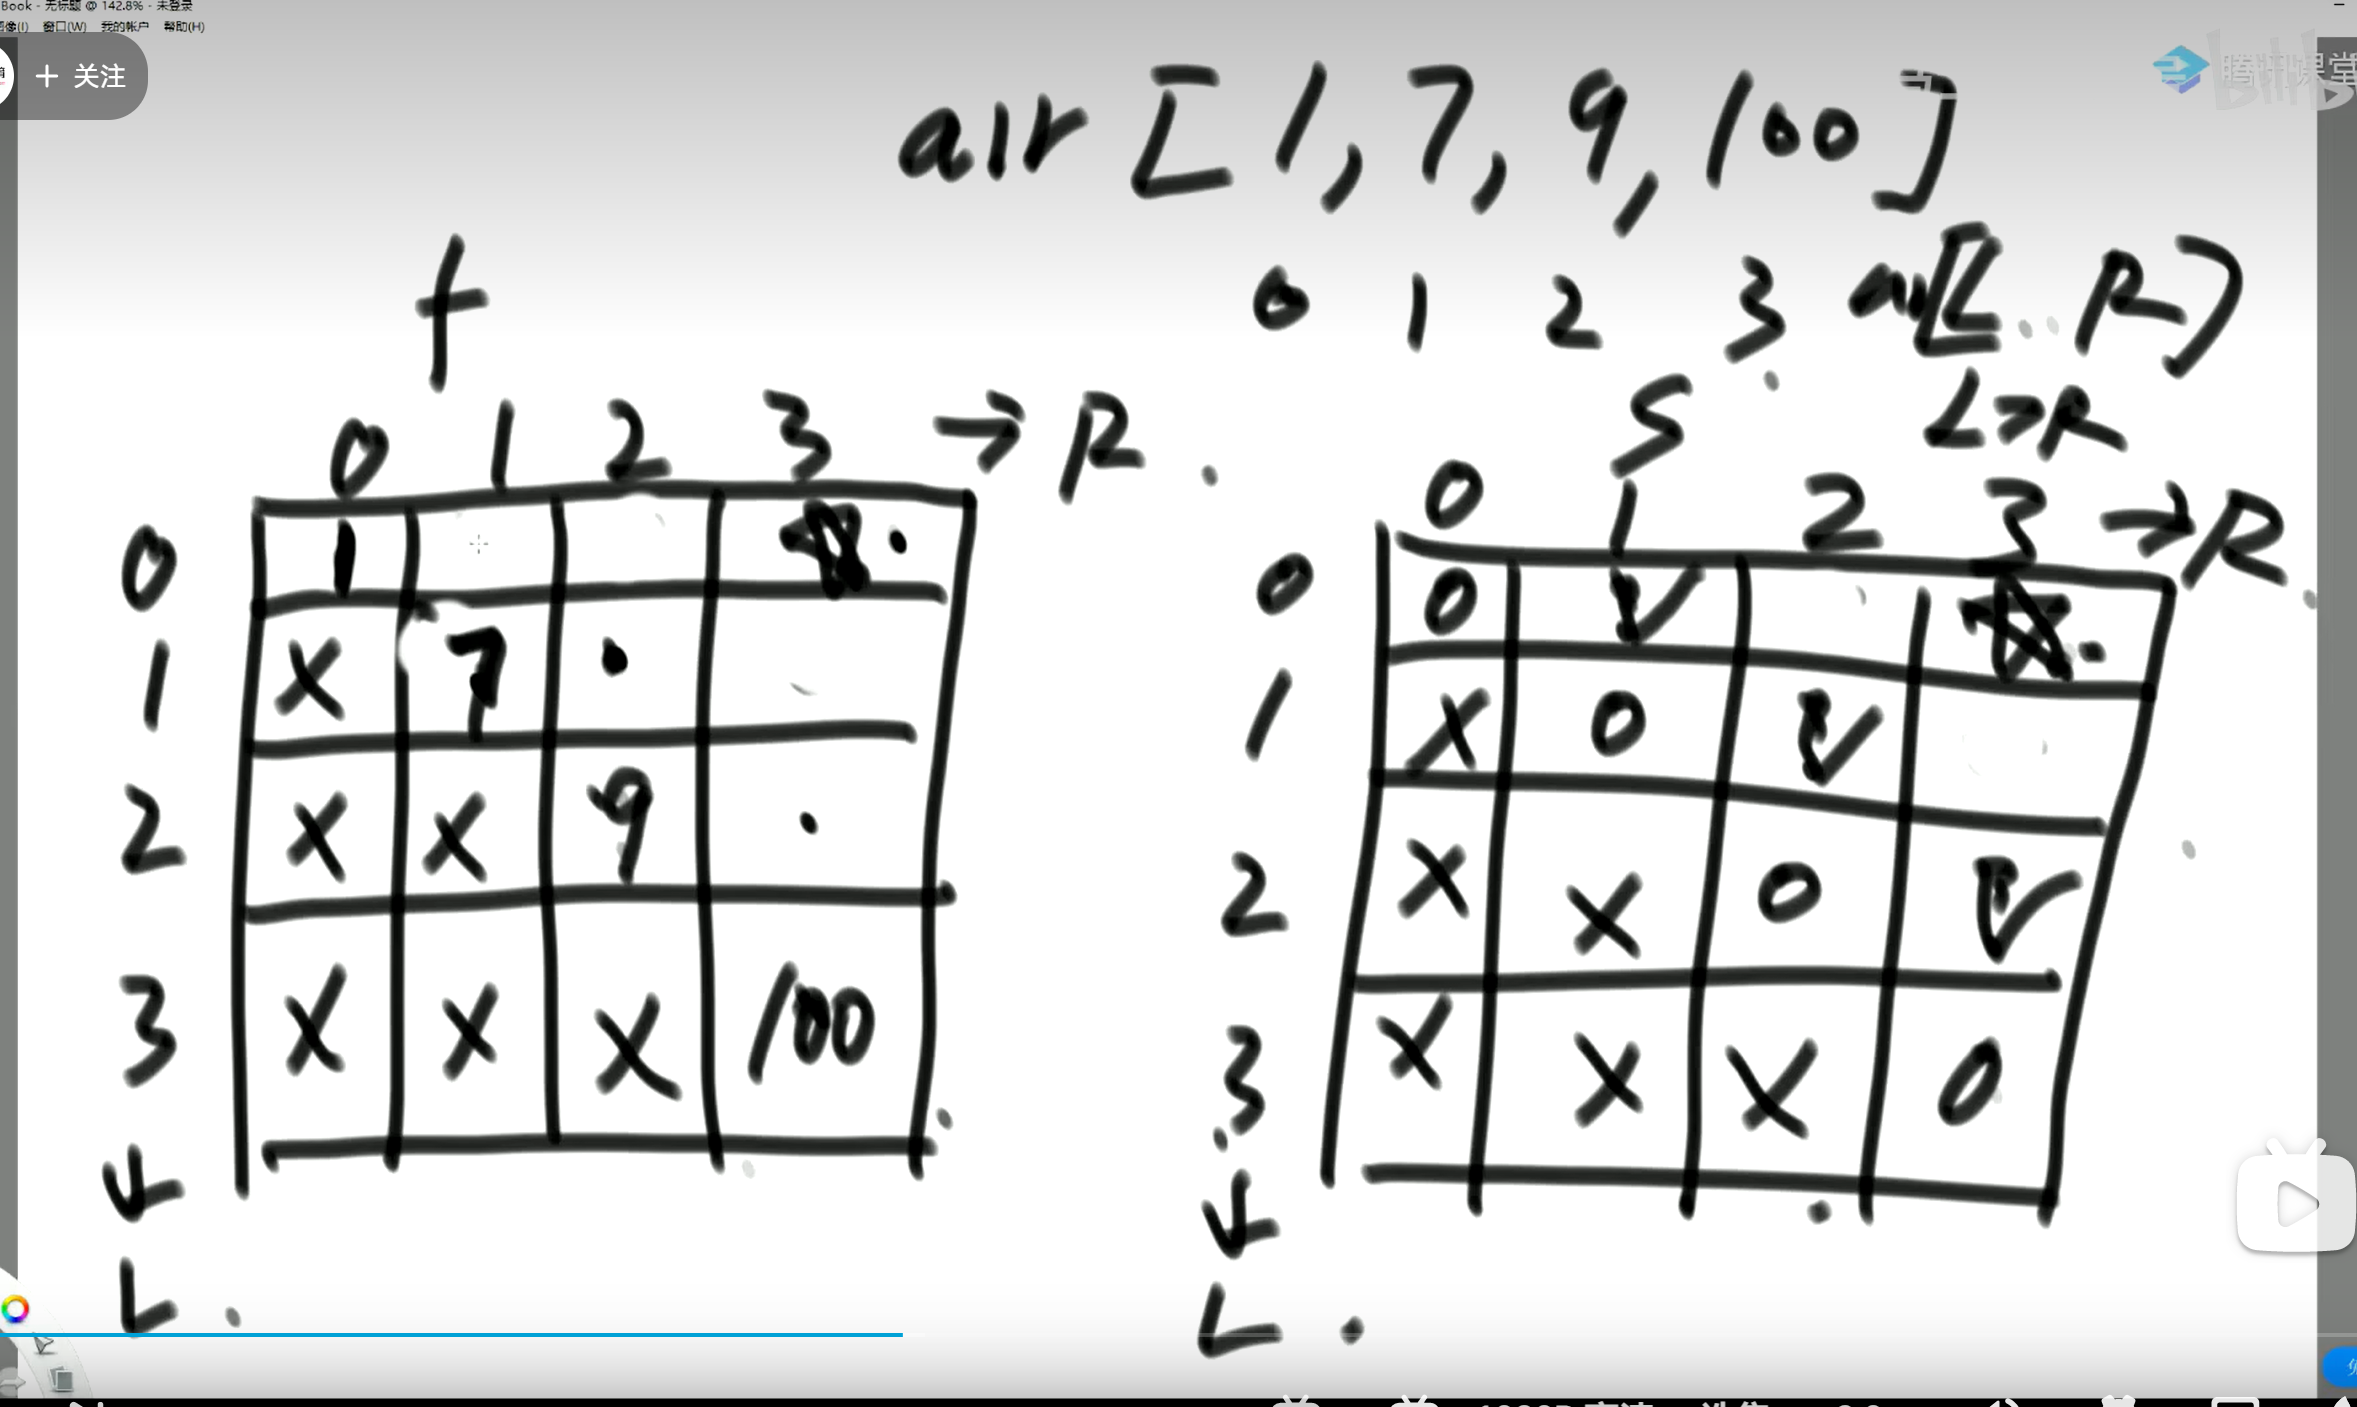 Book - 无标题 @ 142.8% - 未登录
图像(I) 窗口(W) 我的帐户 帮助(H)
+ 关注
腾讯课堂
bilibili
arr [1, 7, 9, 100]
0 1 2 3 arr[L..R]
L>R
f
0 1 2 3 → R
0 1
1 X 7
2 X X 9
3 X X X 100
↓
L
S
0 1 2 3 → R
0 0 √
1 X 0 √
2 X X 0 √
3 X X X 0
↓
L